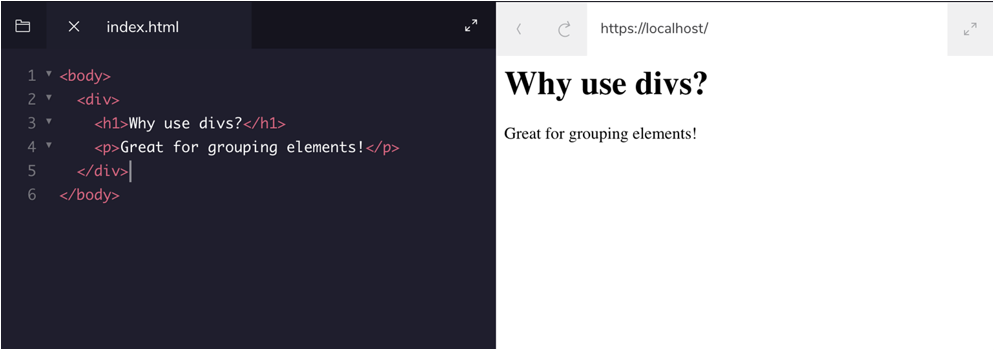 index.html
1 <body>
2 <div>
3 <h1>Why use divs?</h1>
4 <p>Great for grouping elements!</p>
5 </div>
6 </body>
https://localhost/
Why use divs?
Great for grouping elements!